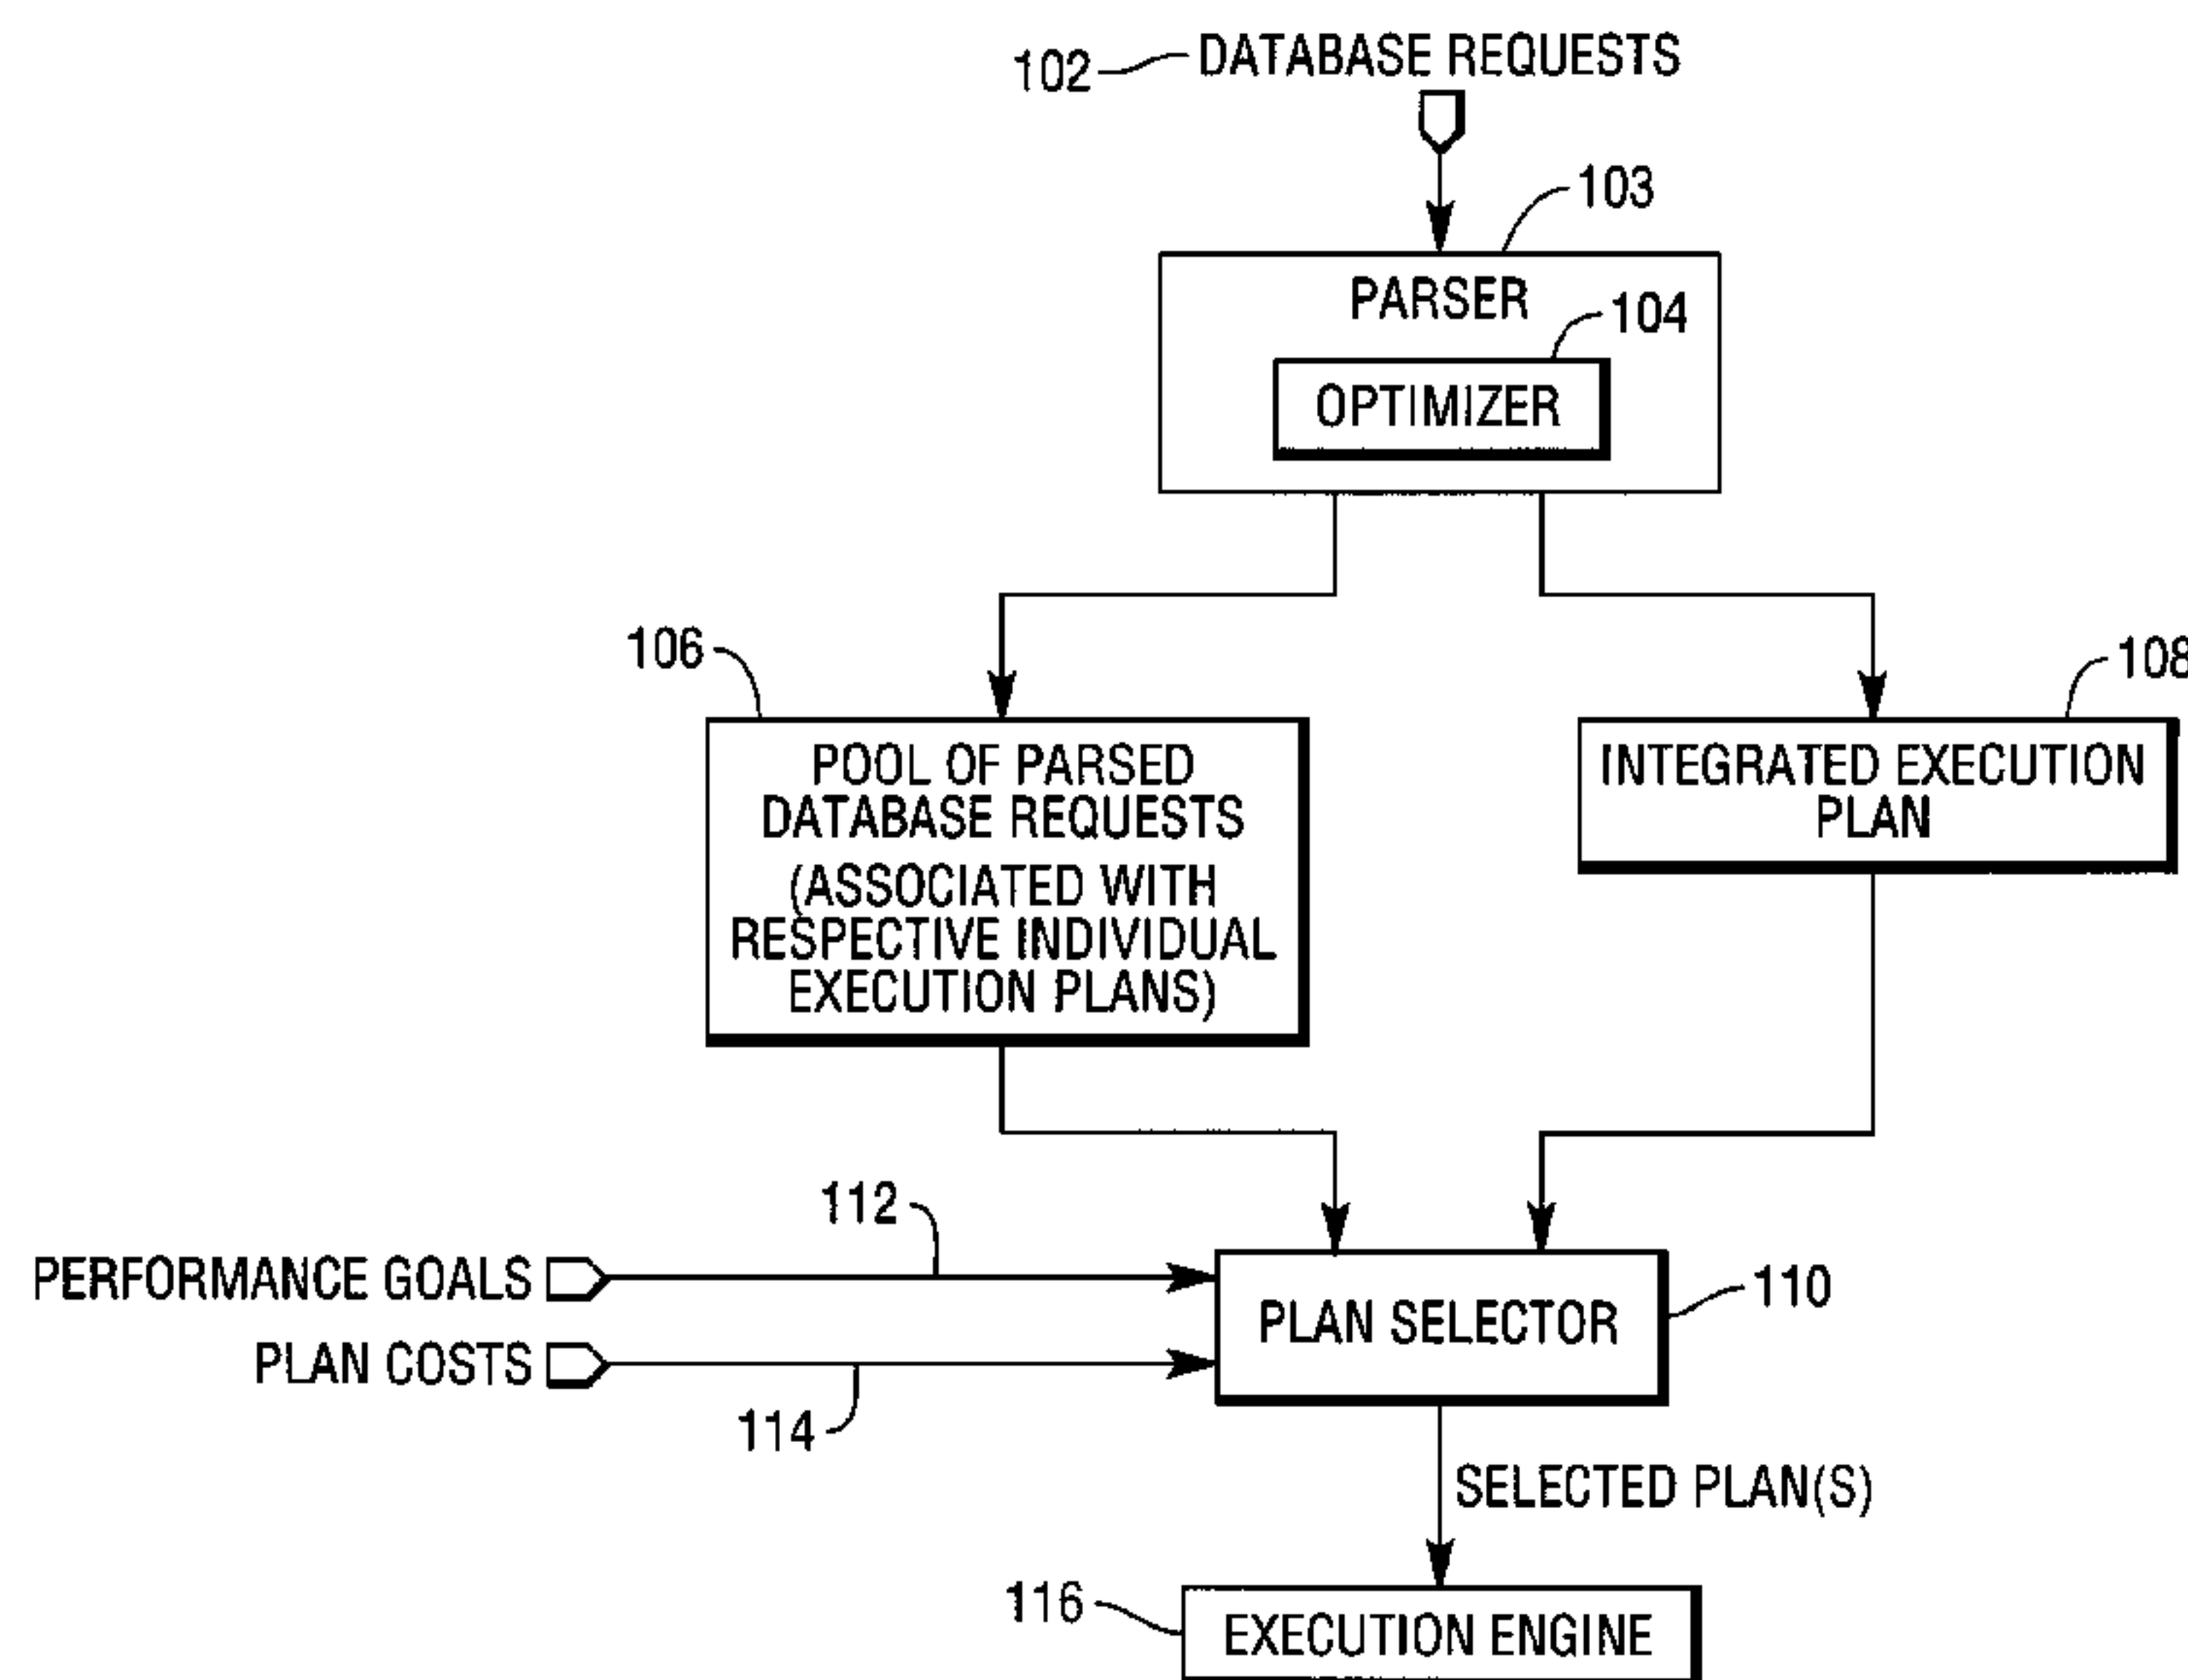 102
DATABASE REQUESTS
103
PARSER
104
OPTIMIZER
106
108
POOL OF PARSED
DATABASE REQUESTS
(ASSOCIATED WITH
RESPECTIVE INDIVIDUAL
EXECUTION PLANS)
INTEGRATED EXECUTION
PLAN
112
PERFORMANCE GOALS
PLAN COSTS
114
PLAN SELECTOR
110
SELECTED PLAN(S)
116
EXECUTION ENGINE